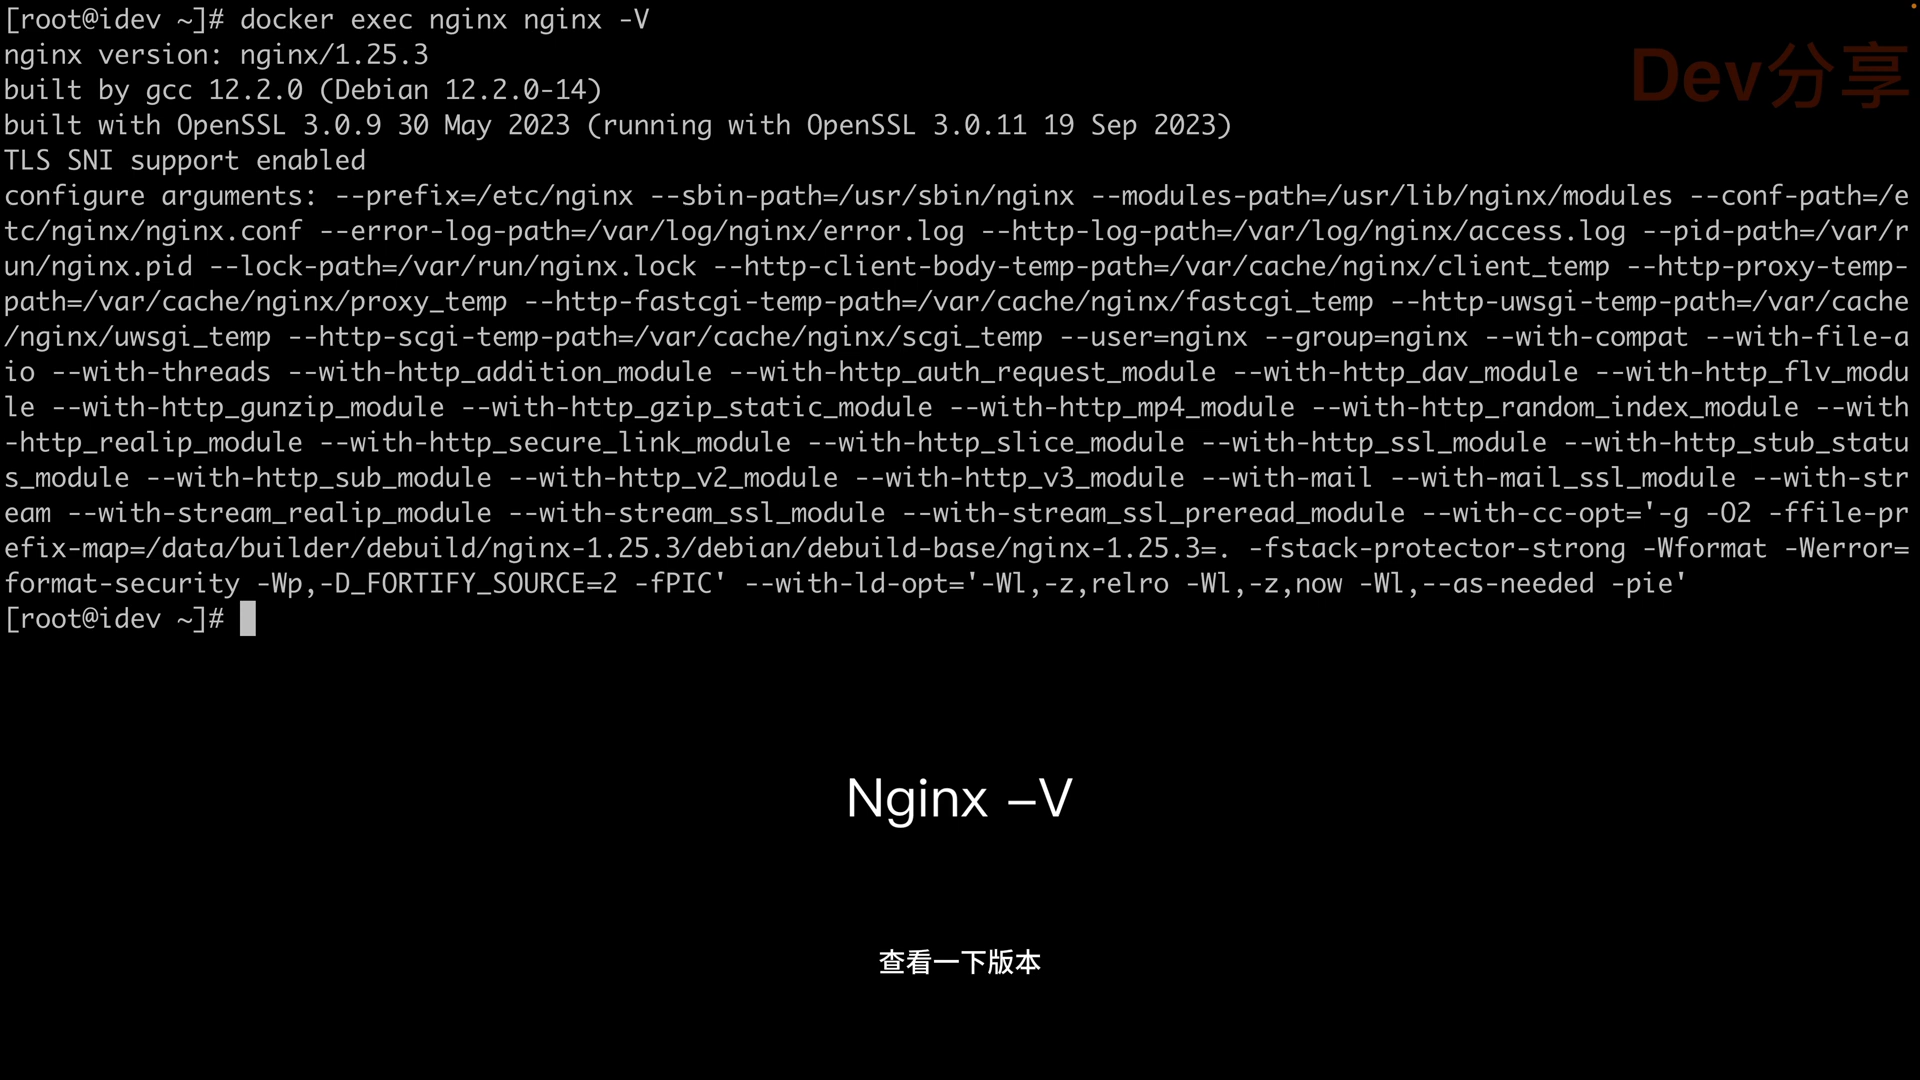 [root@idev ~]# docker exec nginx nginx -V
nginx version: nginx/1.25.3
Dev分享
built by gcc 12.2.0 (Debian 12.2.0-14)
built with OpenSSL 3.0.9 30 May 2023 (running with OpenSSL 3.0.11 19 Sep 2023)
TLS SNI support enabled
configure arguments: --prefix=/etc/nginx --sbin-path=/usr/sbin/nginx --modules-path=/usr/lib/nginx/modules --conf-path=/e
tc/nginx/nginx.conf --error-log-path=/var/log/nginx/error.log --http-log-path=/var/log/nginx/access.log --pid-path=/var/r
un/nginx.pid --lock-path=/var/run/nginx.lock --http-client-body-temp-path=/var/cache/nginx/client_temp --http-proxy-temp-
path=/var/cache/nginx/proxy_temp --http-fastcgi-temp-path=/var/cache/nginx/fastcgi_temp --http-uwsgi-temp-path=/var/cache
/nginx/uwsgi_temp --http-scgi-temp-path=/var/cache/nginx/scgi_temp --user=nginx --group=nginx --with-compat --with-file-a
io --with-threads --with-http_addition_module --with-http_auth_request_module --with-http_dav_module --with-http_flv_modu
le --with-http_gunzip_module --with-http_gzip_static_module --with-http_mp4_module --with-http_random_index_module --with
-http_realip_module --with-http_secure_link_module --with-http_slice_module --with-http_ssl_module --with-http_stub_statu
s_module --with-http_sub_module --with-http_v2_module --with-http_v3_module --with-mail --with-mail_ssl_module --with-str
eam --with-stream_realip_module --with-stream_ssl_module --with-stream_ssl_preread_module --with-cc-opt='-g -O2 -ffile-pr
efix-map=/data/builder/debuild/nginx-1.25.3/debian/debuild-base/nginx-1.25.3=. -fstack-protector-strong -Wformat -Werror=
format-security -Wp,-D_FORTIFY_SOURCE=2 -fPIC' --with-ld-opt='-Wl,-z,relro -Wl,-z,now -Wl,--as-needed -pie'
[root@idev ~]#
Nginx –V
查看一下版本